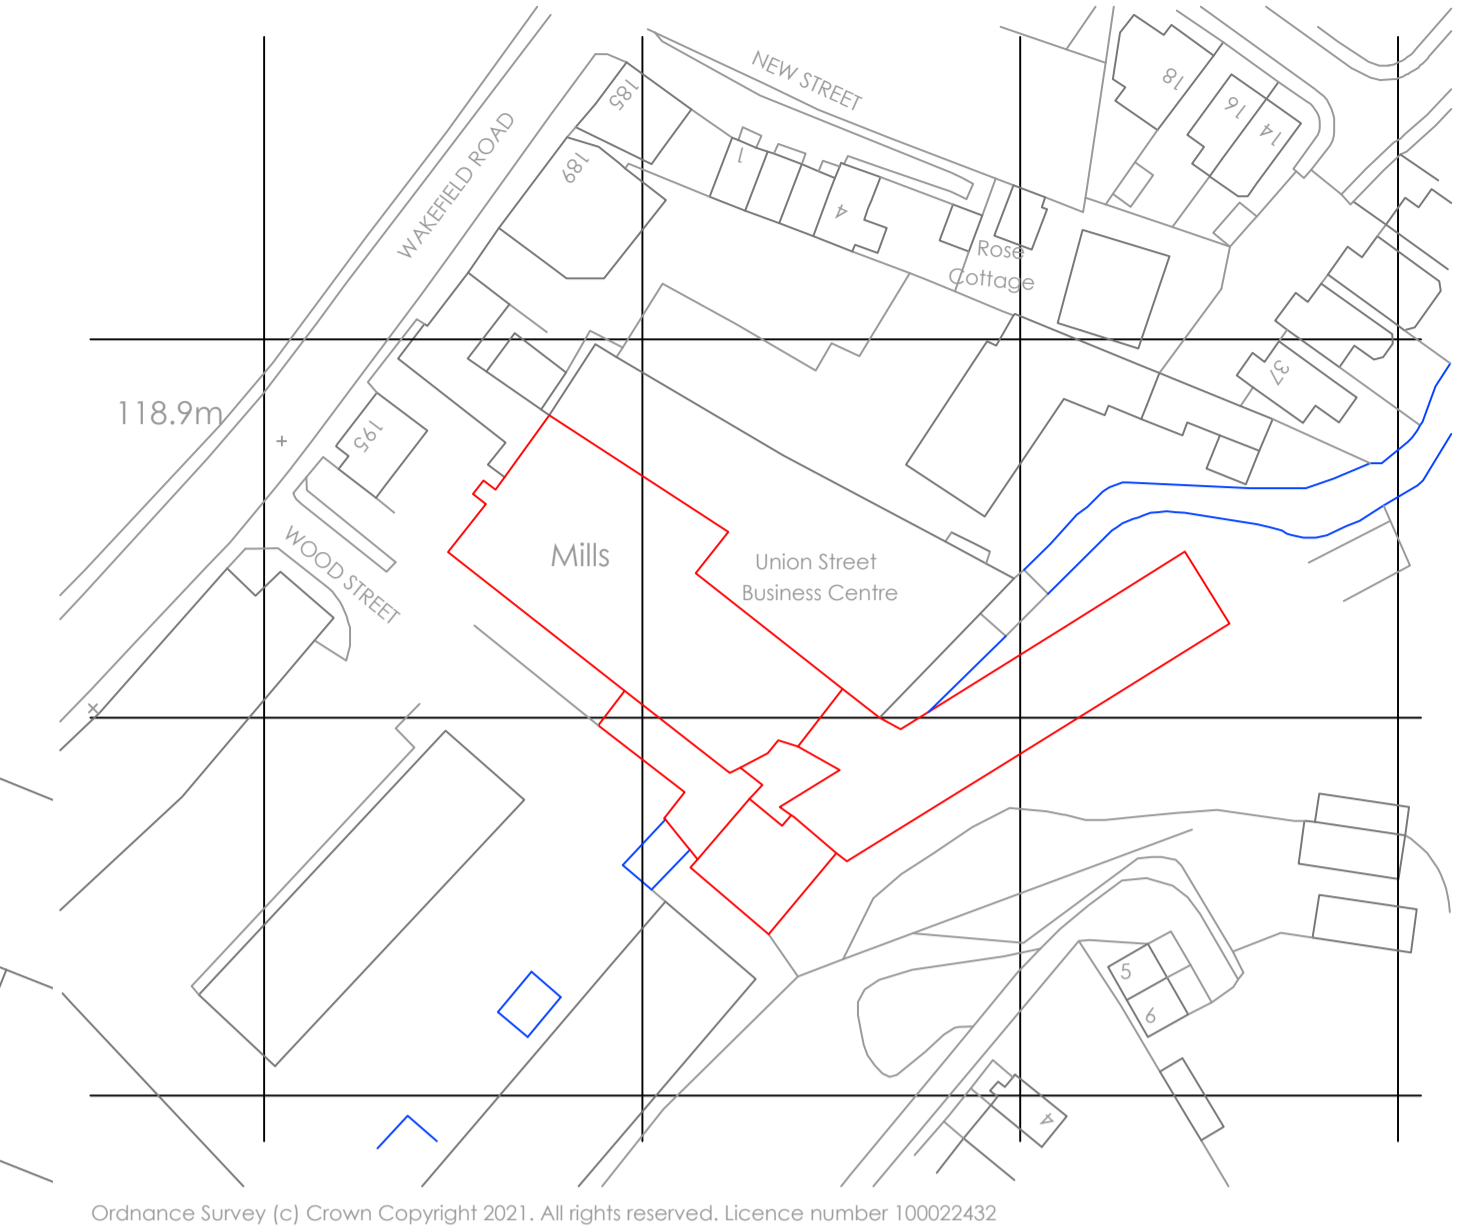 NEW STREET
18
16
14
185
WAKEFIELD ROAD
189
1
4
Rose
Cottage
37
118.9m
195
WOOD STREET
Mills
Union Street
Business Centre
5
6
4
Ordnance Survey (c) Crown Copyright 2021. All rights reserved. Licence number 100022432